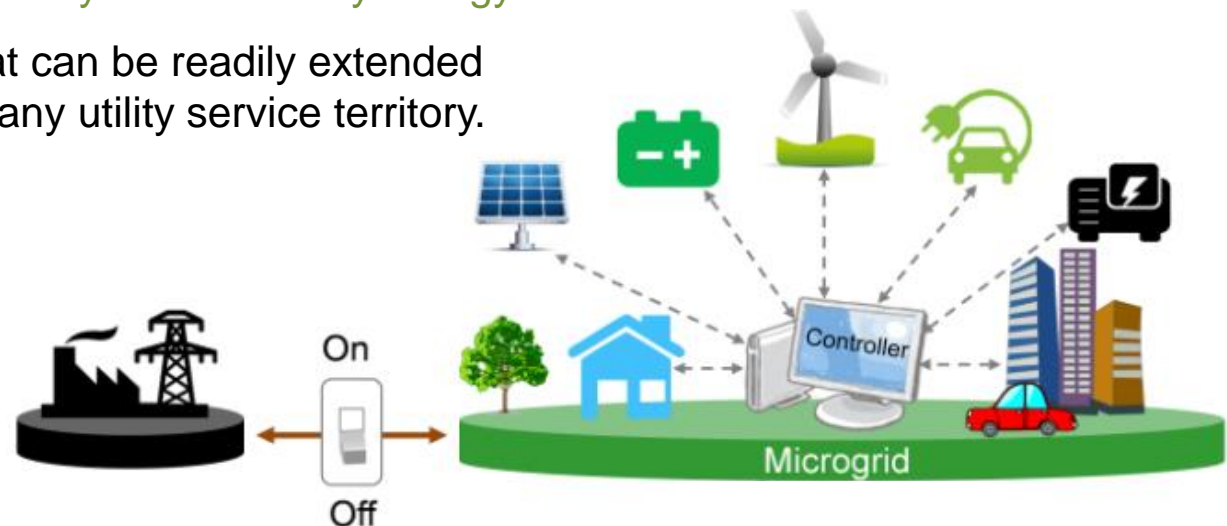 at can be readily extended
any utility service territory.
On
Controller
Microgrid
Off